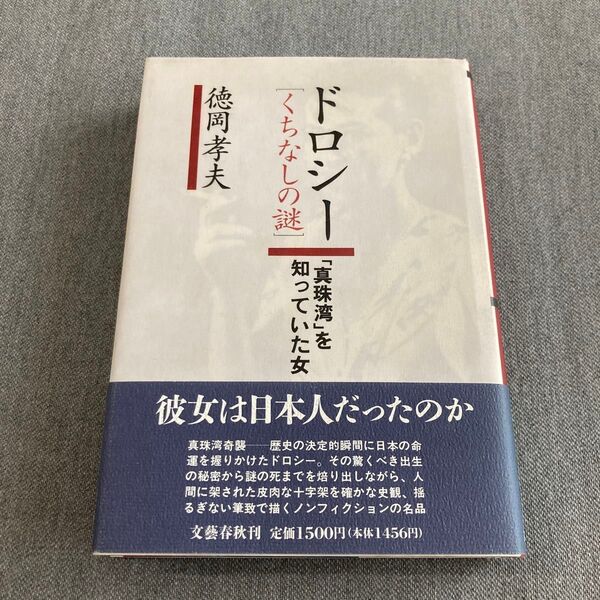 ドロシー
［くちなしの謎］
「真珠湾」を
知っていた女
徳岡孝夫
彼女は日本人だったのか
真珠湾奇襲——歴史の決定的瞬間に日本の命
運を握りかけたドロシー。その驚くべき出生
の秘密から謎の死までを焙り出しながら、人
間に架された皮肉な十字架を確かな史観、揺
るぎない筆致で描くノンフィクションの名品
文藝春秋刊 定価1500円（本体1456円）